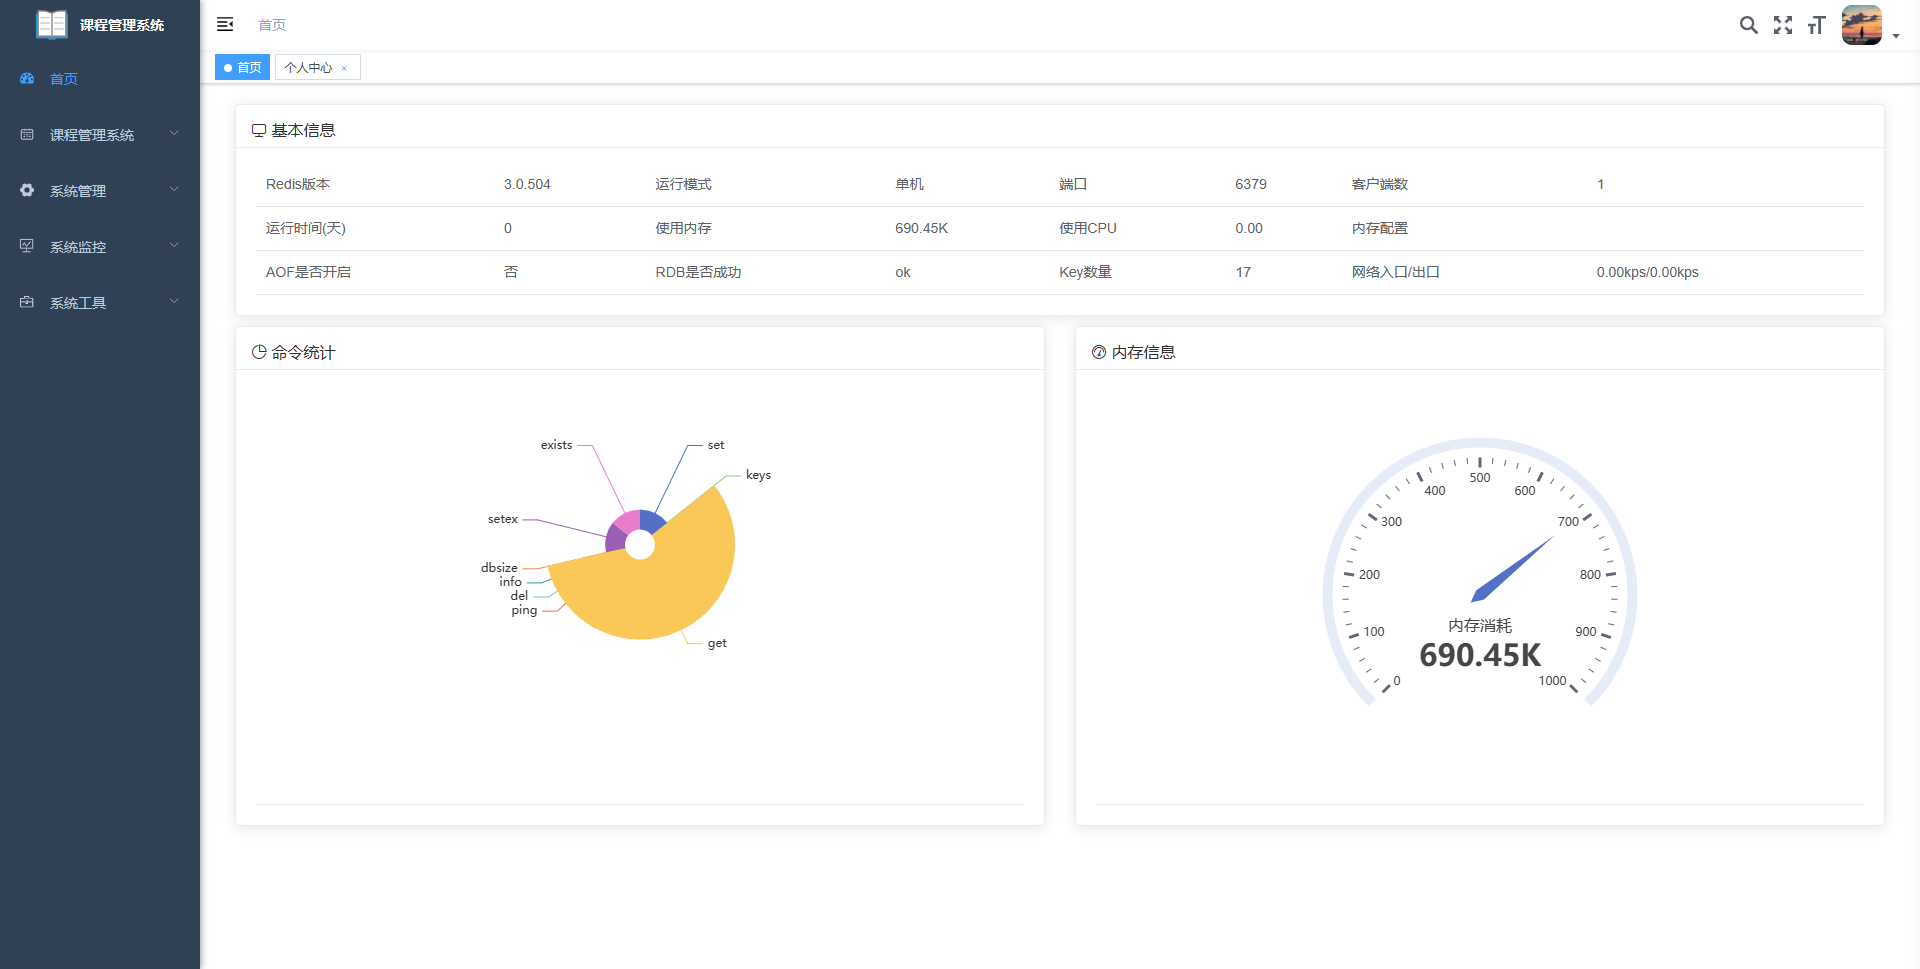 课程管理系统
首页
首页
个人中心 ×
首页
课程管理系统
系统管理
系统监控
系统工具
基本信息
Redis版本 3.0.504 运行模式 单机 端口 6379 客户端数 1
运行时间(天) 0 使用内存 690.45K 使用CPU 0.00 内存配置
AOF是否开启 否 RDB是否成功 ok Key数量 17 网络入口/出口 0.00kps/0.00kps
命令统计
exists
set
keys
setex
dbsize
info
del
ping
get
内存信息
0
100
200
300
400
500
600
700
800
900
1000
内存消耗
690.45K